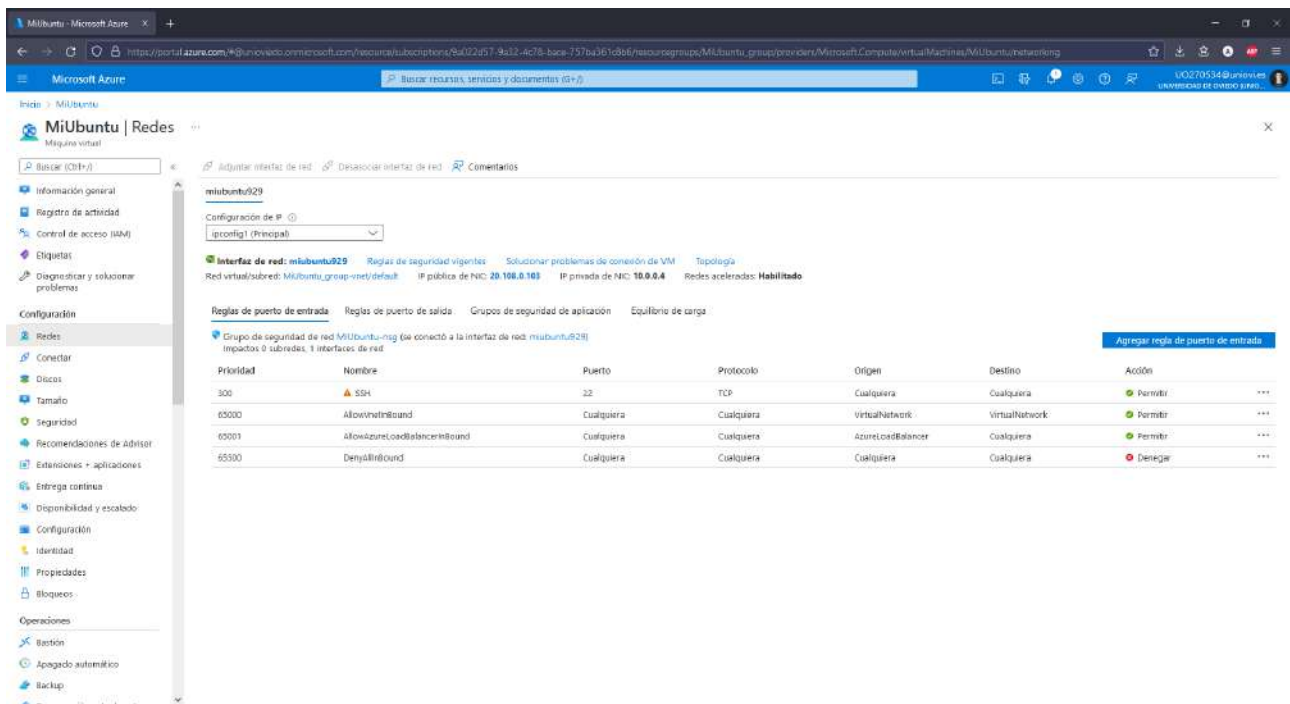 MiUbuntu - Microsoft Azure
Microsoft Azure
Buscar recursos, servicios y documentos (G+/)
UO270534@uniovi.es
Inicio > MiUbuntu
MiUbuntu | Redes
Máquina virtual
Buscar (Ctrl+/)
Adjuntar interfaz de red
Desasociar interfaz de red
Comentarios
Información general
Registro de actividad
Control de acceso (IAM)
Etiquetas
Diagnosticar y solucionar problemas
Configuración
Redes
Conectar
Discos
Tamaño
Seguridad
Recomendaciones de Advisor
Extensiones + aplicaciones
Entrega continua
Disponibilidad y escalado
Configuración
Identidad
Propiedades
Bloqueos
Operaciones
Bastión
Apagado automático
Backup
miubuntu929
Configuración de IP
ipconfig1 (Principal)
Interfaz de red: miubuntu929 Reglas de seguridad vigentes Solucionar problemas de conexión de VM Topología
Red virtual/subred: MiUbuntu_group-vnet/default IP pública de NIC: 20.108.0.103 IP privada de NIC: 10.0.0.4 Redes aceleradas: Habilitado
Reglas de puerto de entrada Reglas de puerto de salida Grupos de seguridad de aplicación Equilibrio de carga
Grupo de seguridad de red MiUbuntu-nsg (se conectó a la interfaz de red: miubuntu929)
Impactos 0 subredes, 1 interfaces de red
Agregar regla de puerto de entrada
Prioridad Nombre Puerto Protocolo Origen Destino Acción
300 SSH 22 TCP Cualquiera Cualquiera Permitir
65000 AllowVnetInBound Cualquiera Cualquiera VirtualNetwork VirtualNetwork Permitir
65001 AllowAzureLoadBalancerInBound Cualquiera Cualquiera AzureLoadBalancer Cualquiera Permitir
65500 DenyAllInBound Cualquiera Cualquiera Cualquiera Cualquiera Denegar